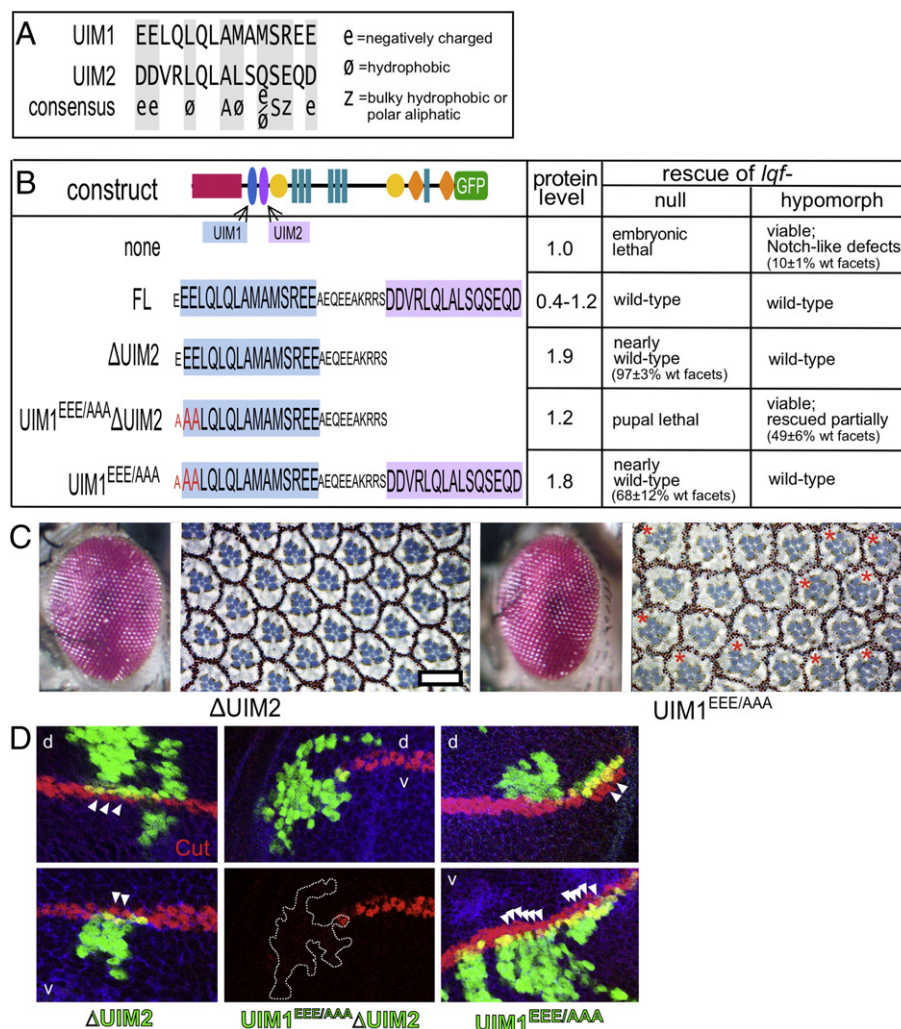 A
UIM1 EELQLQLAMAMSREE
UIM2 DDVRLQLALSQSEQD
consensus ee ø Aø e/ø Sz e
e =negatively charged
ø =hydrophobic
z =bulky hydrophobic or
polar aliphatic
B
construct
GFP
UIM1 UIM2
protein
level
rescue of lqf-
null hypomorph
none 1.0 embryonic lethal viable; Notch-like defects (10±1% wt facets)
FL EEELQLQLAMAMSREEAEQEEAKRRSDDVRLQLALSQSEQD 0.4-1.2 wild-type wild-type
ΔUIM2 EEELQLQLAMAMSREEAEQEEAKRRS 1.9 nearly wild-type (97±3% wt facets) wild-type
UIM1EEE/AAAΔUIM2 AAALQLQLAMAMSREEAEQEEAKRRS 1.2 pupal lethal viable; rescued partially (49±6% wt facets)
UIM1EEE/AAA AAALQLQLAMAMSREEAEQEEAKRRSDDVRLQLALSQSEQD 1.8 nearly wild-type (68±12% wt facets) wild-type
C
* * * * * * * * * * *
ΔUIM2 UIM1EEE/AAA
D
d d d
v
Cut
v v
ΔUIM2 UIM1EEE/AAAΔUIM2 UIM1EEE/AAA